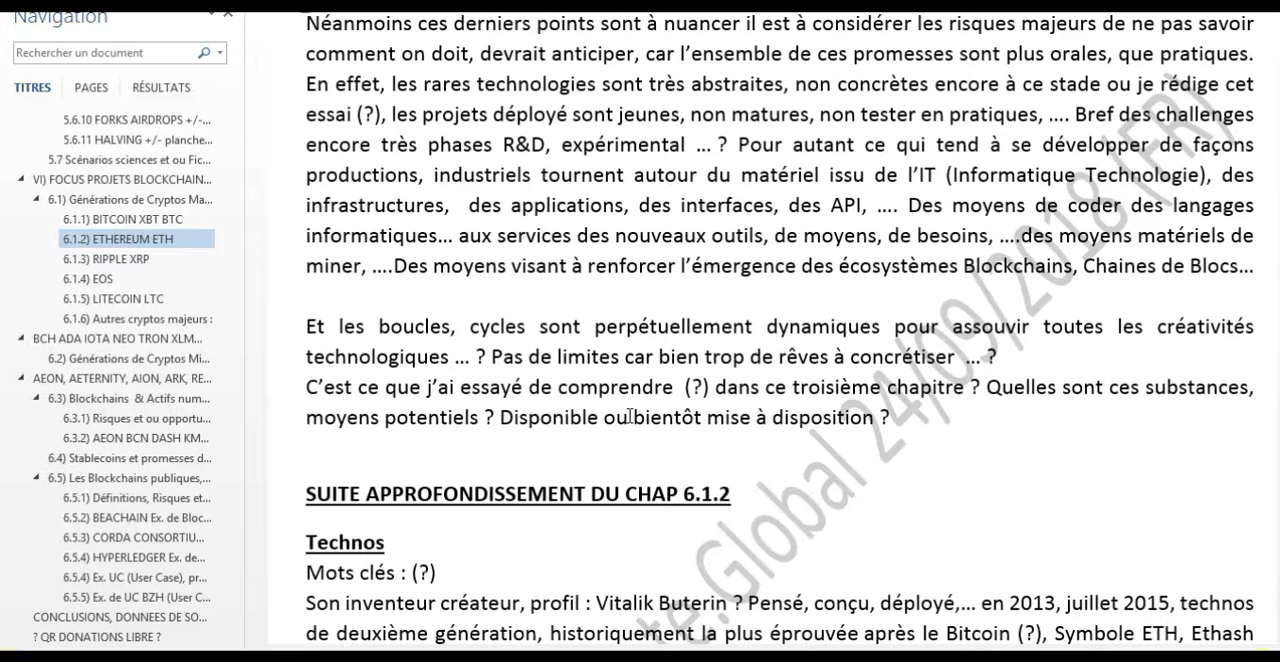 Navigation
Rechercher un document
TITRES PAGES RÉSULTATS
5.6.10 FORKS AIRDROPS +/-...
5.6.11 HALVING +/- planche...
5.7 Scénarios sciences et ou Fic...
VI) FOCUS PROJETS BLOCKCHAIN...
6.1) Générations de Cryptos Ma...
6.1.1) BITCOIN XBT BTC
6.1.2) ETHEREUM ETH
6.1.3) RIPPLE XRP
6.1.4) EOS
6.1.5) LITECOIN LTC
6.1.6) Autres cryptos majeurs :
BCH ADA IOTA NEO TRON XLM...
6.2) Générations de Cryptos Mi...
AEON, AETERNITY, AION, ARK, RE...
6.3) Blockchains & Actifs num...
6.3.1) Risques et ou opportu...
6.3.2) AEON BCN DASH KM...
6.4) Stablecoins et promesses d...
6.5) Les Blockchains publiques,...
6.5.1) Définitions, Risques et...
6.5.2) BEACHAIN Ex. de Bloc...
6.5.3) CORDA CONSORTIU...
6.5.4) HYPERLEDGER Ex. de...
6.5.4) Ex. UC (User Case), pr...
6.5.5) Ex. de UC BZH (User C...
CONCLUSIONS, DONNEES DE SO...
? QR DONATIONS LIBRE ?
Néanmoins ces derniers points sont à nuancer il est à considérer les risques majeurs de ne pas savoir
comment on doit, devrait anticiper, car l’ensemble de ces promesses sont plus orales, que pratiques.
En effet, les rares technologies sont très abstraites, non concrètes encore à ce stade ou je rédige cet
essai (?), les projets déployé sont jeunes, non matures, non tester en pratiques, .... Bref des challenges
encore très phases R&D, expérimental ... ? Pour autant ce qui tend à se développer de façons
productions, industriels tournent autour du matériel issu de l’IT (Informatique Technologie), des
infrastructures, des applications, des interfaces, des API, .... Des moyens de coder des langages
informatiques... aux services des nouveaux outils, de moyens, de besoins, ....des moyens matériels de
miner, ....Des moyens visant à renforcer l’émergence des écosystèmes Blockchains, Chaines de Blocs...
Et les boucles, cycles sont perpétuellement dynamiques pour assouvir toutes les créativités
technologiques ... ? Pas de limites car bien trop de rêves à concrétiser ... ?
C’est ce que j’ai essayé de comprendre (?) dans ce troisième chapitre ? Quelles sont ces substances,
moyens potentiels ? Disponible ou bientôt mise à disposition ?
SUITE APPROFONDISSEMENT DU CHAP 6.1.2
Technos
Mots clés : (?)
Son inventeur créateur, profil : Vitalik Buterin ? Pensé, conçu, déployé,... en 2013, juillet 2015, technos
de deuxième génération, historiquement la plus éprouvée après le Bitcoin (?), Symbole ETH, Ethash
te.Global 24/09/2018 (FR)